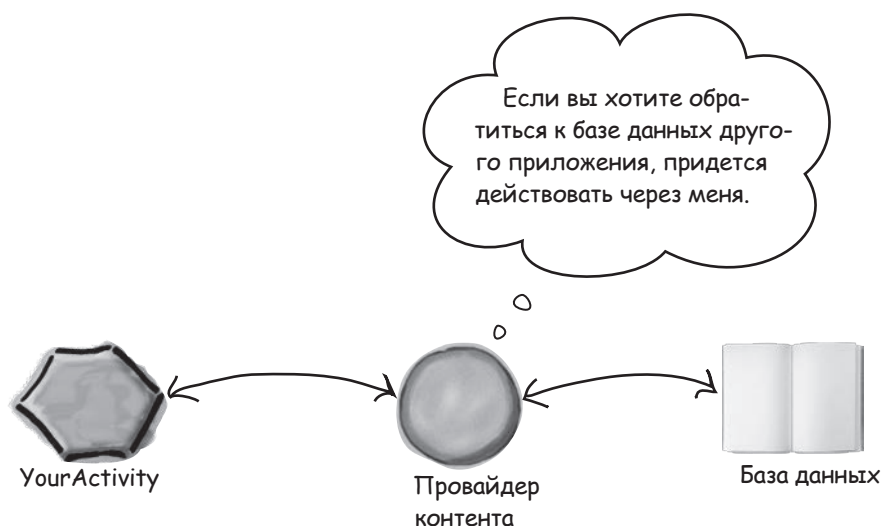 Если вы хотите обра-
титься к базе данных друго-
го приложения, придется
действовать через меня.
YourActivity
Провайдер
контента
База данных